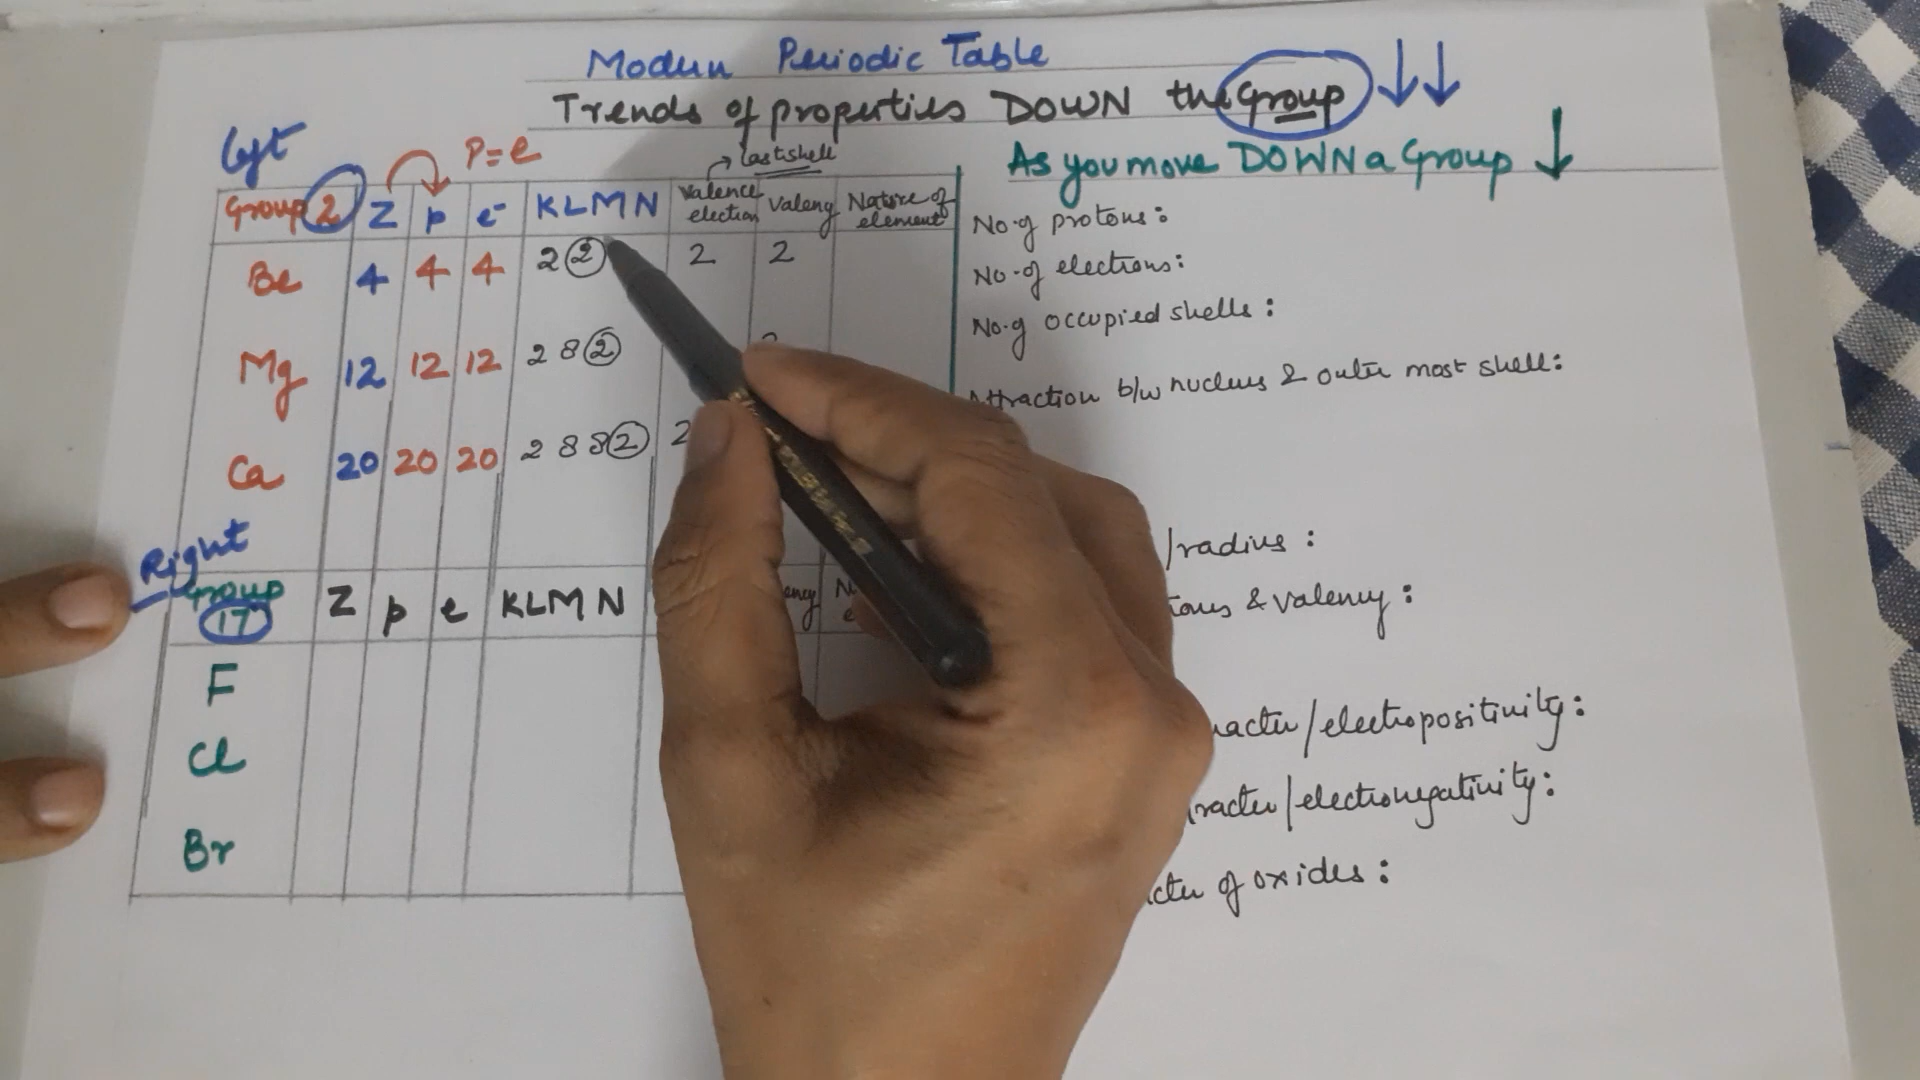 Modern Periodic Table
Trends of properties DOWN the Group
Left
P=e
Last shell
As you move DOWN a Group
Group 2 Z p e- K L M N Valence election Valency Nature of element
No. of protons:
Be 4 4 4 2 2 2 2
No. of electrons:
No. of occupied shells:
Mg 12 12 12 2 8 2
Attraction b/w nucleus & outer most shell:
Ca 20 20 20 2 8 8 2 2
Right
/radius:
Group 17 Z p e K L M N
& valency:
F
/electropositivity:
Cl
/electronegativity:
Br
of oxides: